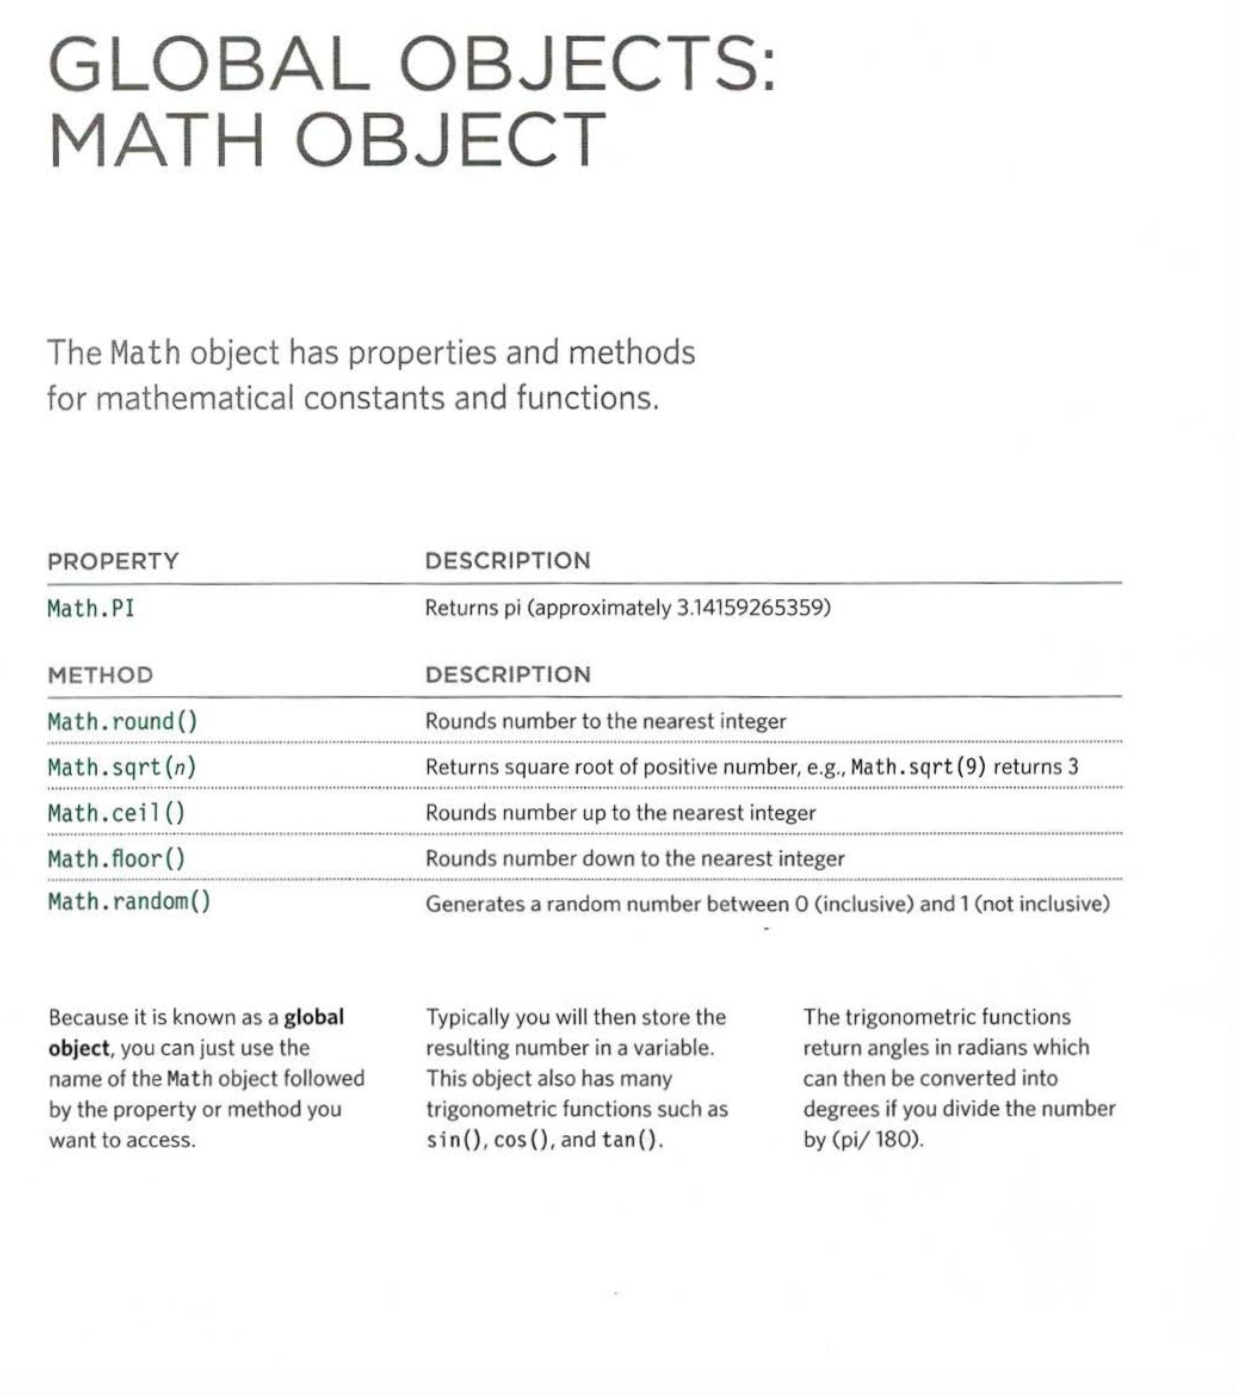 GLOBAL OBJECTS:
MATH OBJECT
The Math object has properties and methods
for mathematical constants and functions.
PROPERTY DESCRIPTION
Math.PI Returns pi (approximately 3.14159265359)
METHOD DESCRIPTION
Math.round() Rounds number to the nearest integer
Math.sqrt(n) Returns square root of positive number, e.g., Math.sqrt(9) returns 3
Math.ceil() Rounds number up to the nearest integer
Math.floor() Rounds number down to the nearest integer
Math.random() Generates a random number between 0 (inclusive) and 1 (not inclusive)
Because it is known as a global
object, you can just use the
name of the Math object followed
by the property or method you
want to access.
Typically you will then store the
resulting number in a variable.
This object also has many
trigonometric functions such as
sin(), cos(), and tan().
The trigonometric functions
return angles in radians which
can then be converted into
degrees if you divide the number
by (pi/ 180).